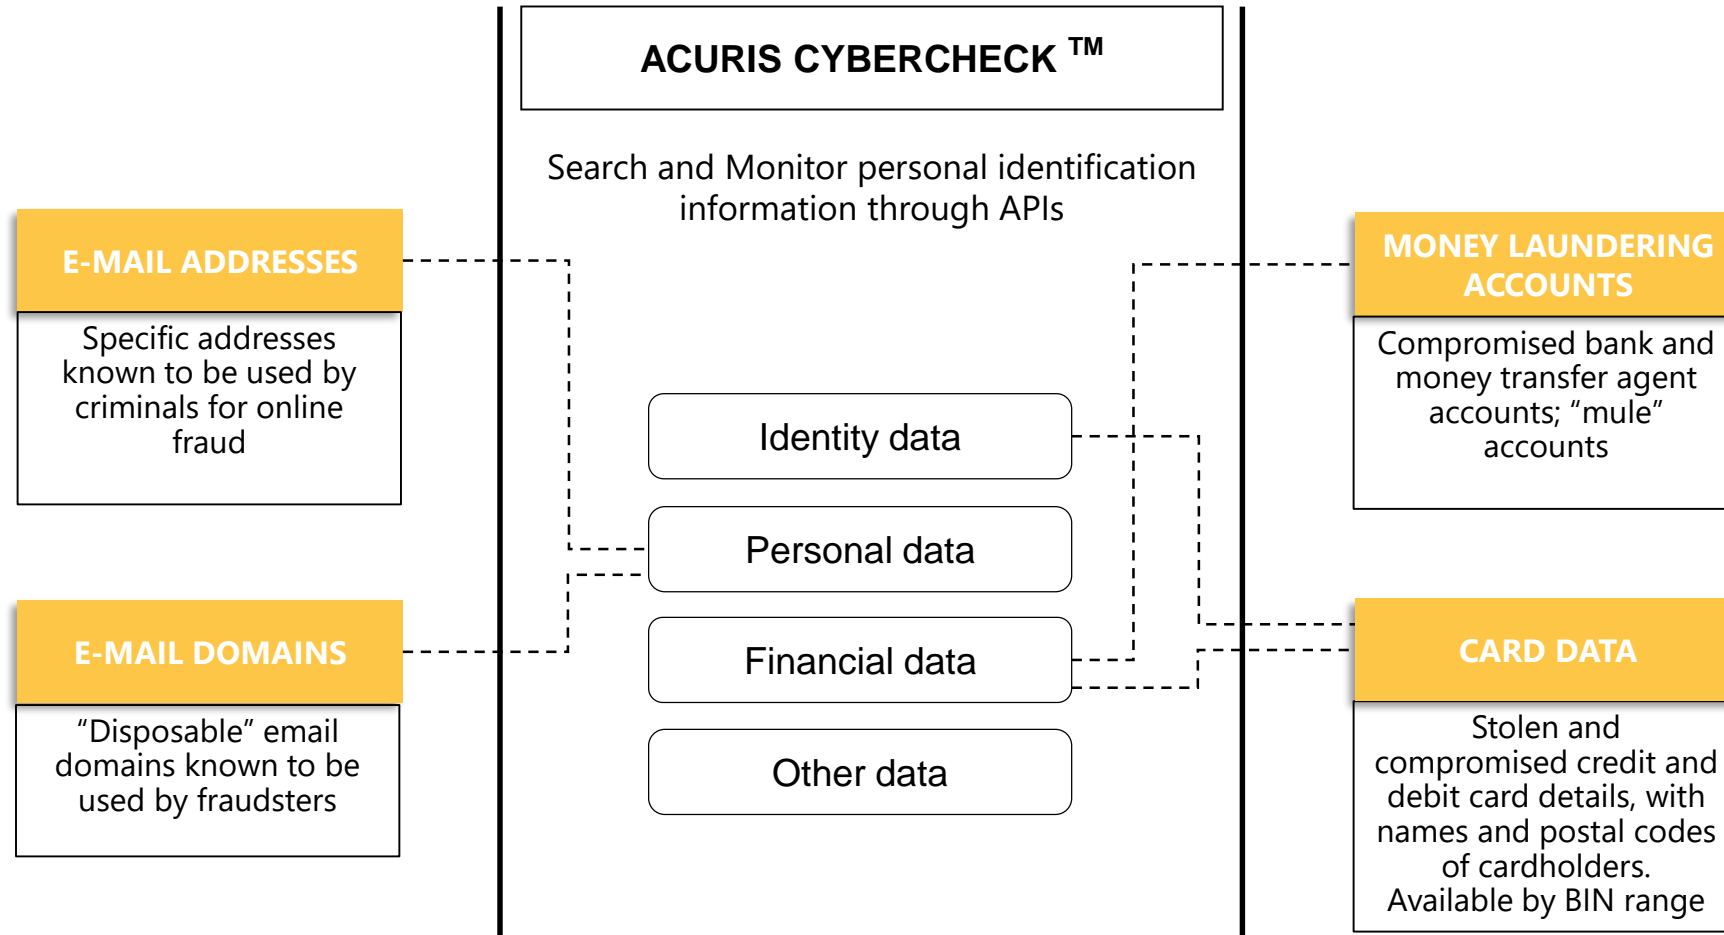 ACURIS CYBERCHECK TM
Search and Monitor personal identification
information through APIs
E-MAIL ADDRESSES
Specific addresses
known to be used by
criminals for online
fraud
E-MAIL DOMAINS
“Disposable” email
domains known to be
used by fraudsters
Identity data
Personal data
Financial data
Other data
MONEY LAUNDERING
ACCOUNTS
Compromised bank and
money transfer agent
accounts; “mule”
accounts
CARD DATA
Stolen and
compromised credit and
debit card details, with
names and postal codes
of cardholders.
Available by BIN range